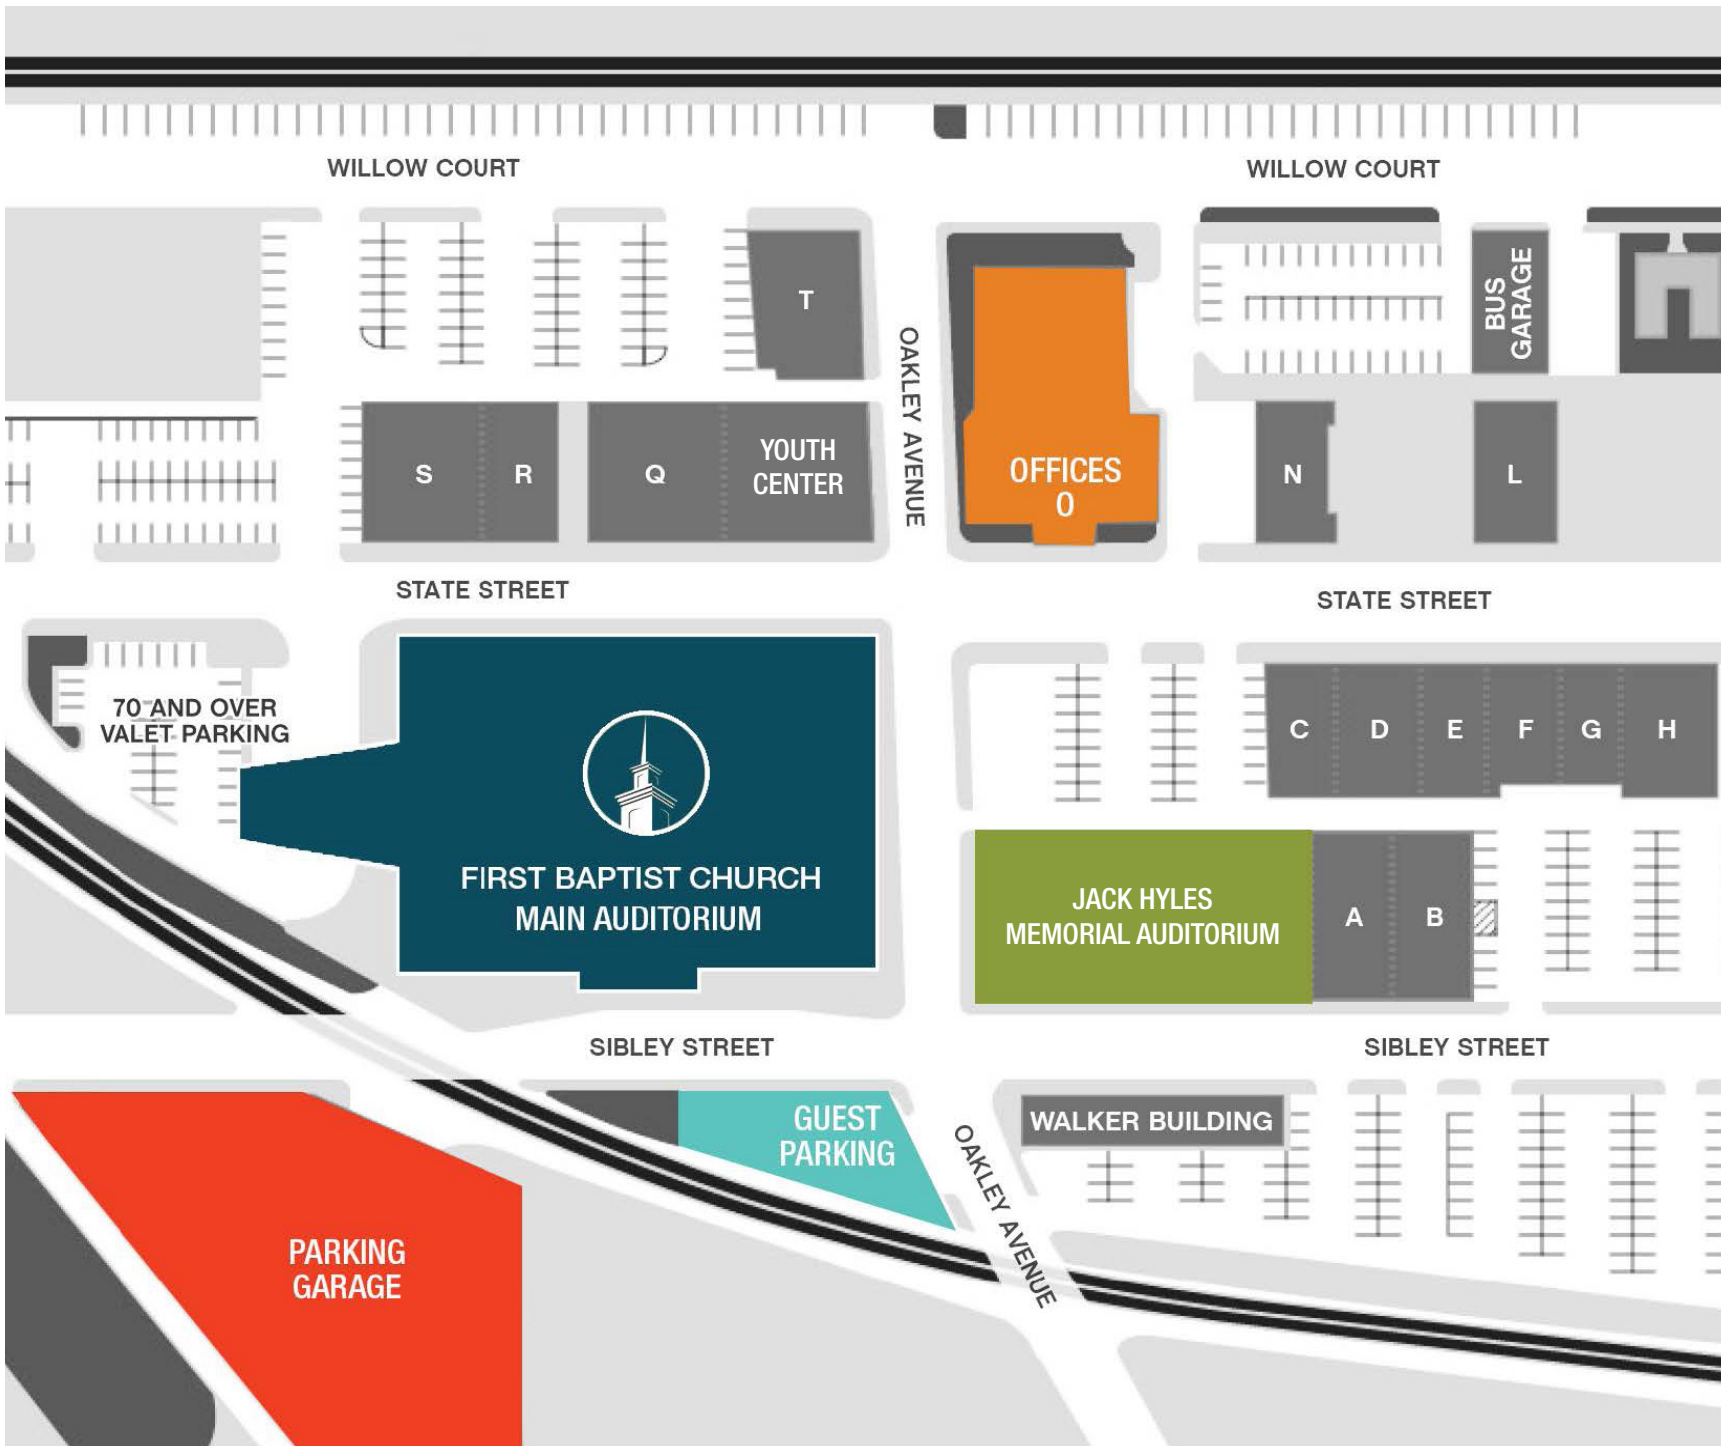 WILLOW COURT
WILLOW COURT
T
BUS
GARAGE
OAKLEY AVENUE
S
R
Q
YOUTH
CENTER
OFFICES
O
N
L
STATE STREET
STATE STREET
70 AND OVER
VALET PARKING
C
D
E
F
G
H
FIRST BAPTIST CHURCH
MAIN AUDITORIUM
JACK HYLES
MEMORIAL AUDITORIUM
A
B
SIBLEY STREET
SIBLEY STREET
GUEST
PARKING
WALKER BUILDING
OAKLEY AVENUE
PARKING
GARAGE